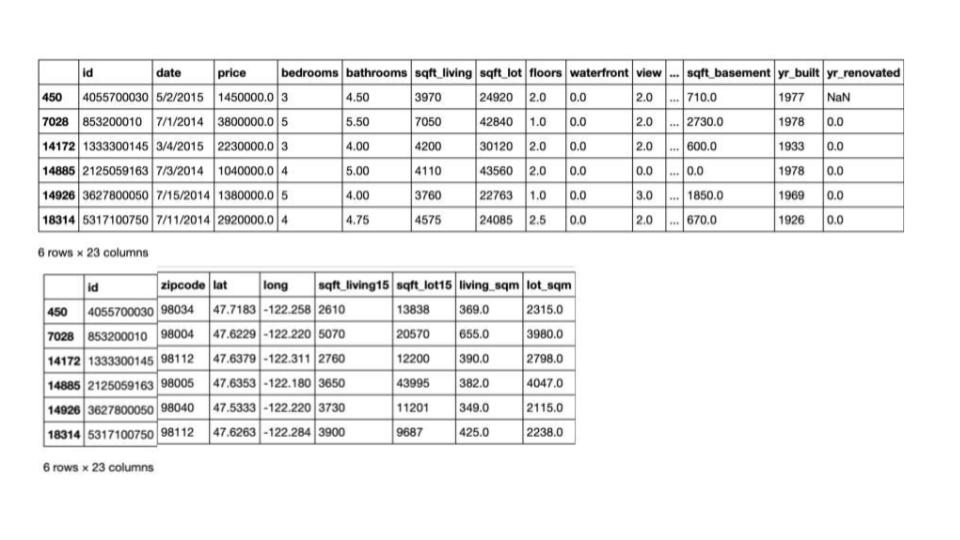 id date price bedrooms bathrooms sqft_living sqft_lot floors waterfront view ... sqft_basement yr_built yr_renovated
450 4055700030 5/2/2015 1450000.0 3 4.50 3970 24920 2.0 0.0 2.0 ... 710.0 1977 NaN
7028 853200010 7/1/2014 3800000.0 5 5.50 7050 42840 1.0 0.0 2.0 ... 2730.0 1978 0.0
14172 1333300145 3/4/2015 2230000.0 3 4.00 4200 30120 2.0 0.0 2.0 ... 600.0 1933 0.0
14885 2125059163 7/3/2014 1040000.0 4 5.00 4110 43560 2.0 0.0 0.0 ... 0.0 1978 0.0
14926 3627800050 7/15/2014 1380000.0 5 4.00 3760 22763 1.0 0.0 3.0 ... 1850.0 1969 0.0
18314 5317100750 7/11/2014 2920000.0 4 4.75 4575 24085 2.5 0.0 2.0 ... 670.0 1926 0.0
6 rows × 23 columns
id zipcode lat long sqft_living15 sqft_lot15 living_sqm lot_sqm
450 4055700030 98034 47.7183 -122.258 2610 13838 369.0 2315.0
7028 853200010 98004 47.6229 -122.220 5070 20570 655.0 3980.0
14172 1333300145 98112 47.6379 -122.311 2760 12200 390.0 2798.0
14885 2125059163 98005 47.6353 -122.180 3650 43995 382.0 4047.0
14926 3627800050 98040 47.5333 -122.220 3730 11201 349.0 2115.0
18314 5317100750 98112 47.6263 -122.284 3900 9687 425.0 2238.0
6 rows × 23 columns